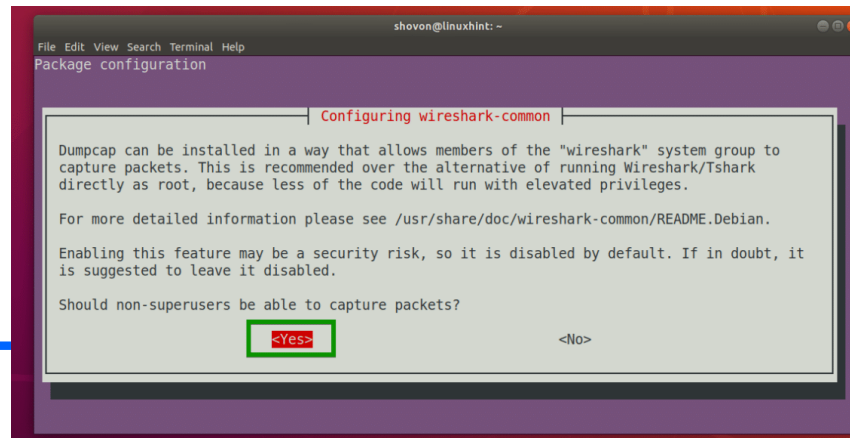 shovon@linuxhint: ~
File Edit View Search Terminal Help
Package configuration
Configuring wireshark-common
Dumpcap can be installed in a way that allows members of the "wireshark" system group to
capture packets. This is recommended over the alternative of running Wireshark/Tshark
directly as root, because less of the code will run with elevated privileges.
For more detailed information please see /usr/share/doc/wireshark-common/README.Debian.
Enabling this feature may be a security risk, so it is disabled by default. If in doubt, it
is suggested to leave it disabled.
Should non-superusers be able to capture packets?
<Yes> <No>